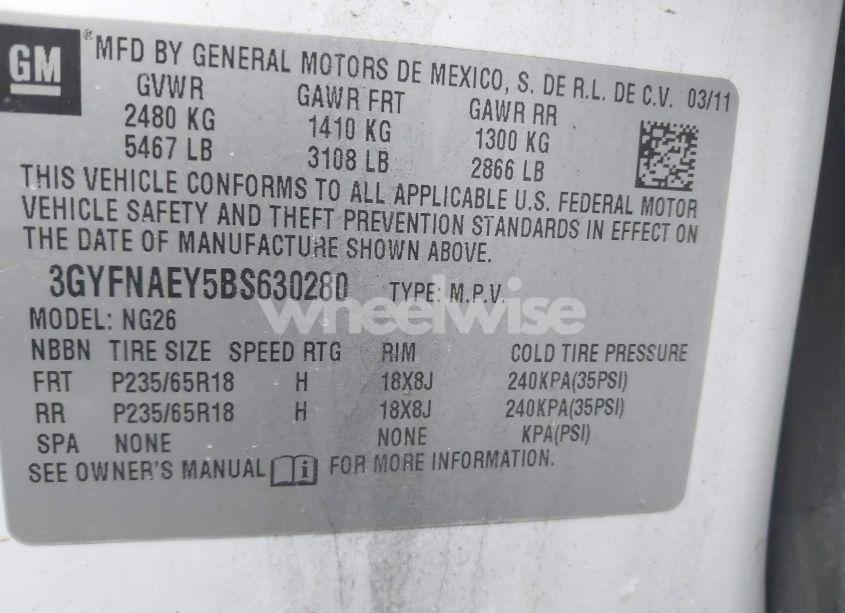 GM
®MFD BY GENERAL MOTORS DE MEXICO, S. DE R.L. DE C.V. 03/11
GVWR GAWR FRT GAWR RR
2480 KG 1410 KG 1300 KG
5467 LB 3108 LB 2866 LB
THIS VEHICLE CONFORMS TO ALL APPLICABLE U.S. FEDERAL MOTOR
VEHICLE SAFETY AND THEFT PREVENTION STANDARDS IN EFFECT ON
THE DATE OF MANUFACTURE SHOWN ABOVE.
3GYFNAEY5BS630280 TYPE: M.P.V.
wheelwise
MODEL: NG26
NBBN TIRE SIZE SPEED RTG RIM COLD TIRE PRESSURE
FRT P235/65R18 H 18X8J 240KPA(35PSI)
RR P235/65R18 H 18X8J 240KPA(35PSI)
SPA NONE NONE KPA(PSI)
SEE OWNER'S MANUAL FOR MORE INFORMATION.